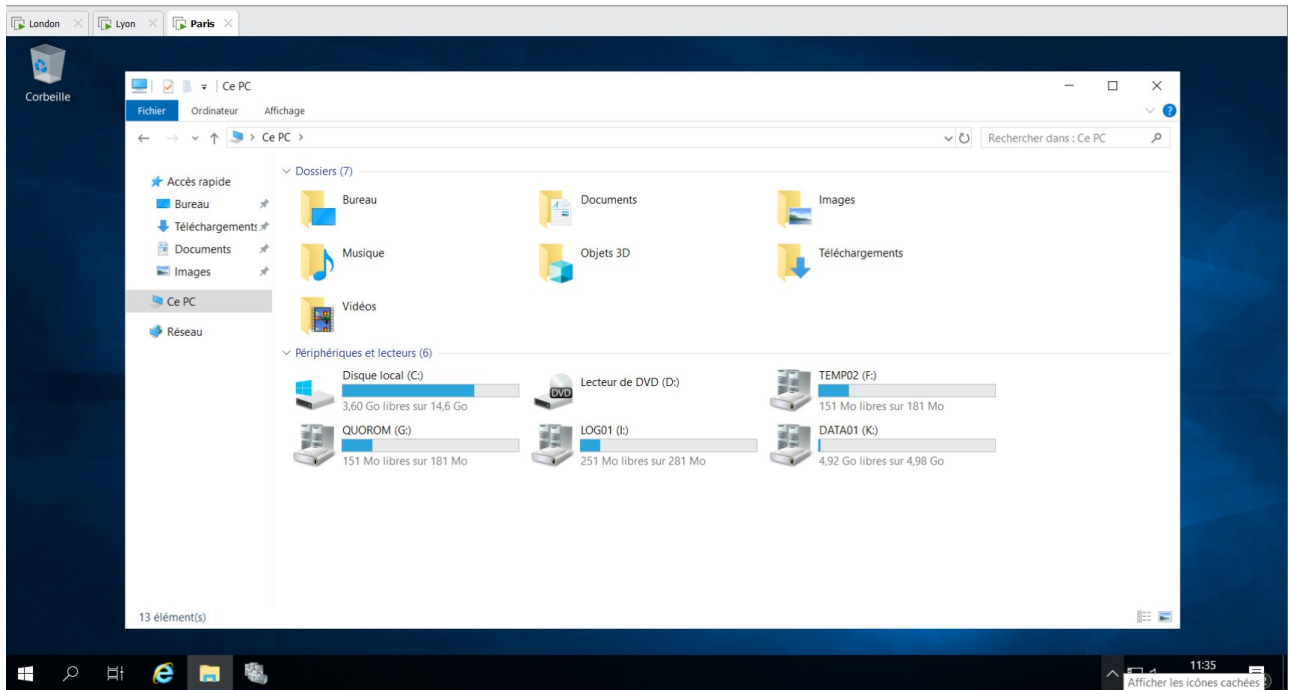 London
Lyon
Paris
Corbeille
Ce PC
Fichier
Ordinateur
Affichage
Ce PC
Rechercher dans : Ce PC
Accès rapide
Bureau
Téléchargements
Documents
Images
Ce PC
Réseau
Dossiers (7)
Bureau
Documents
Images
Musique
Objets 3D
Téléchargements
Vidéos
Périphériques et lecteurs (6)
Disque local (C:)
3,60 Go libres sur 14,6 Go
DVD
Lecteur de DVD (D:)
TEMP02 (F:)
151 Mo libres sur 181 Mo
QUOROM (G:)
151 Mo libres sur 181 Mo
LOG01 (I:)
251 Mo libres sur 281 Mo
DATA01 (K:)
4,92 Go libres sur 4,98 Go
13 élément(s)
11:35
Afficher les icônes cachées